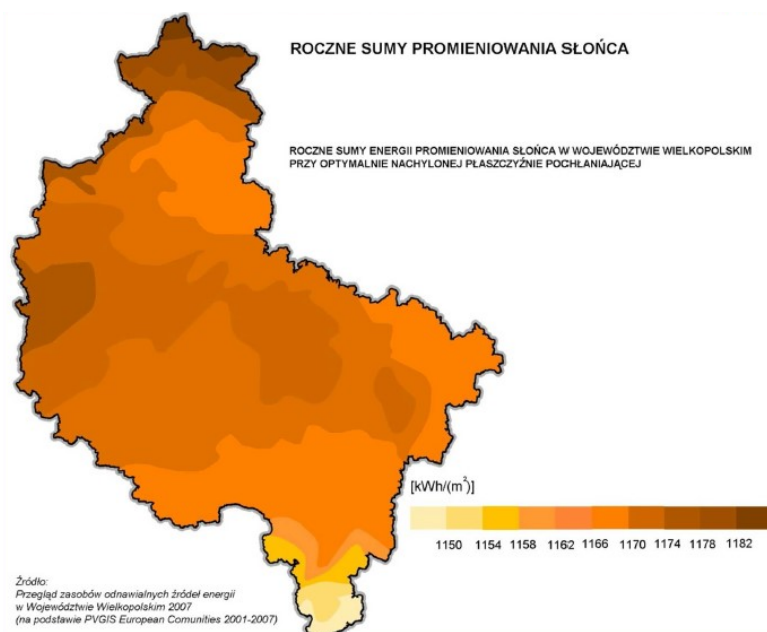 ROCZNE SUMY PROMIENIOWANIA SŁOŃCA
ROCZNE SUMY ENERGII PROMIENIOWANIA SŁOŃCA W WOJEWÓDZTWIE WIELKOPOLSKIM
PRZY OPTYMALNIE NACHYLONEJ PŁASZCZYŹNIE POCHŁANIAJĄCEJ
[kWh/(m²)]
1150 1154 1158 1162 1166 1170 1174 1178 1182
Źródło:
Przegląd zasobów odnawialnych źródeł energii
w Województwie Wielkopolskim 2007
(na podstawie PVGIS European Comunities 2001-2007)